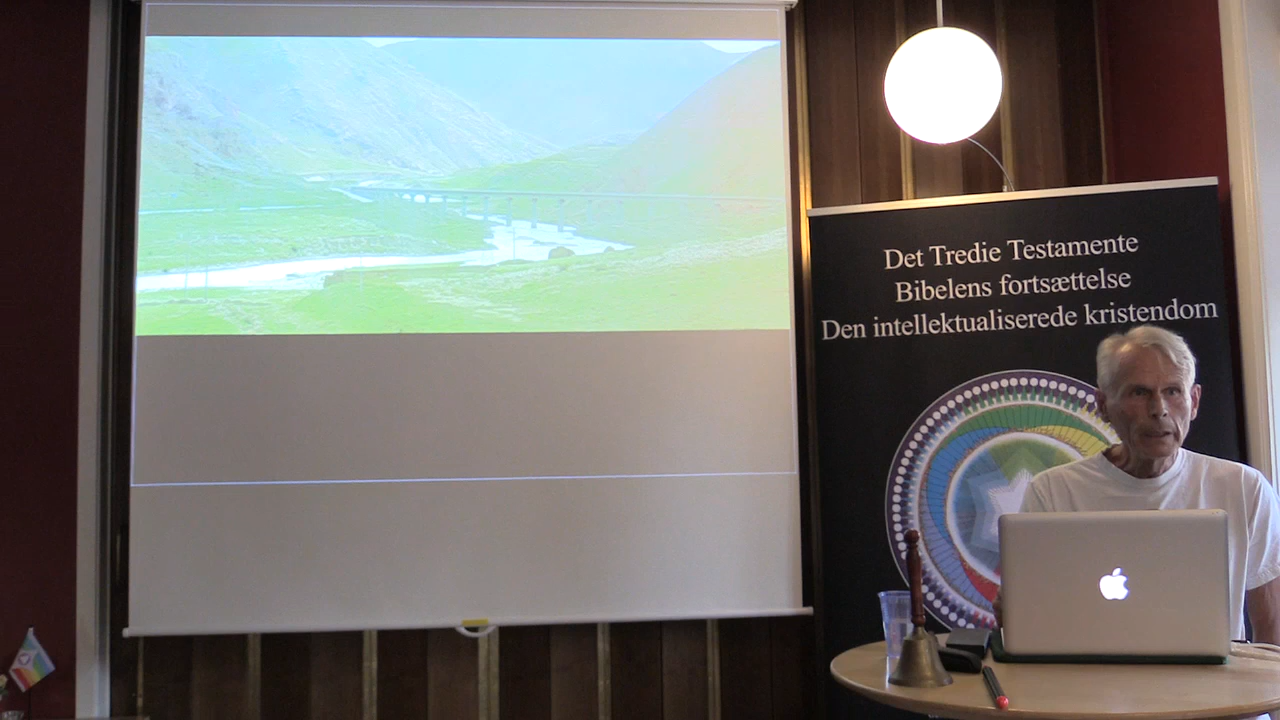 Det Tredie Testamente
Bibelens fortsættelse
Den intellektualiserede kristendom